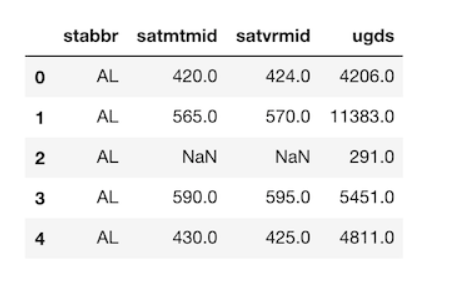 stabbr satmtmid satvrmid ugds
0 AL 420.0 424.0 4206.0
1 AL 565.0 570.0 11383.0
2 AL NaN NaN 291.0
3 AL 590.0 595.0 5451.0
4 AL 430.0 425.0 4811.0